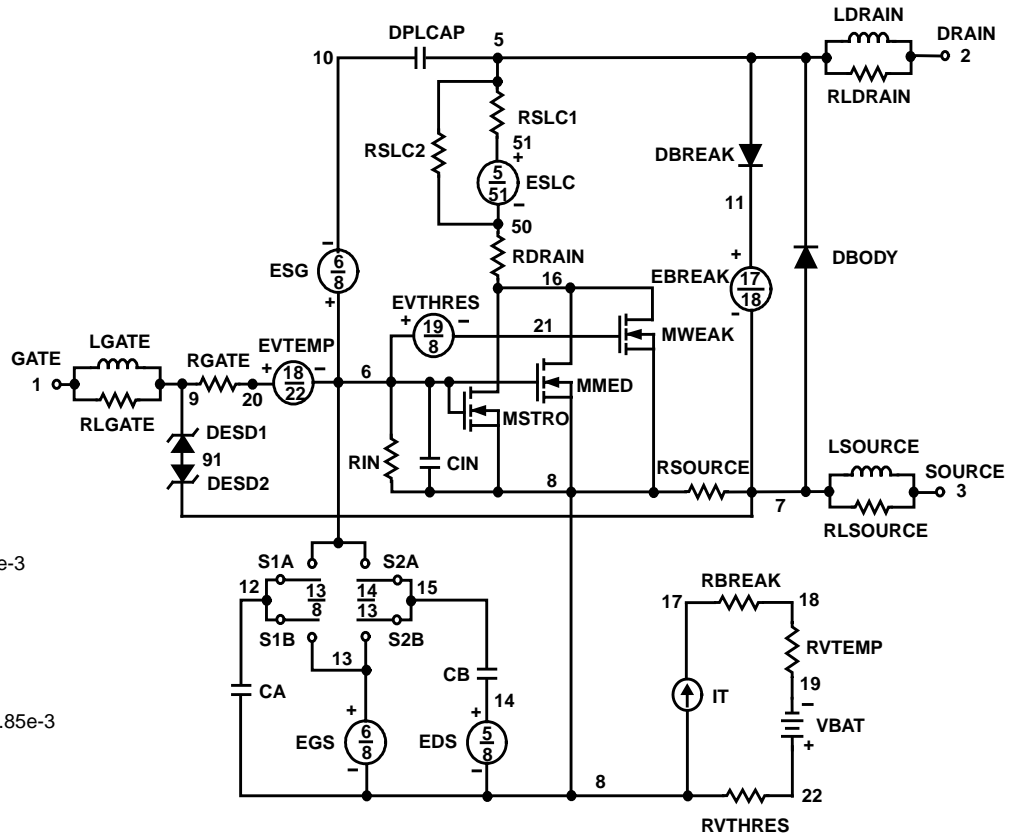 LDRAIN
DPLCAP 5 DRAIN
10 2
RLDRAIN
RSLC1
51
+
RSLC2 DBREAK
5
51
ESLC
11
−
50
−
RDRAIN
6
8
ESG
+
16
+
17
18
EBREAK
−
DBODY
EVTHRES
+
19
8
−
21
MWEAK
LGATE
GATE
1
RLGATE
RGATE
9
20
EVTEMP
+
18
22
−
6
MMED
MSTRO
DESD1
91
DESD2
RIN
CIN
8
RSOURCE
7
LSOURCE
SOURCE
3
RLSOURCE
e-3
S1A
S2A
12
13
8
14
13
15
S1B
S2B
13
CA
CB
14
+
EGS
6
8
−
+
EDS
5
8
−
8
RBREAK
17
18
RVTEMP
19
IT
−
VBAT
+
22
RVTHRES
.85e-3